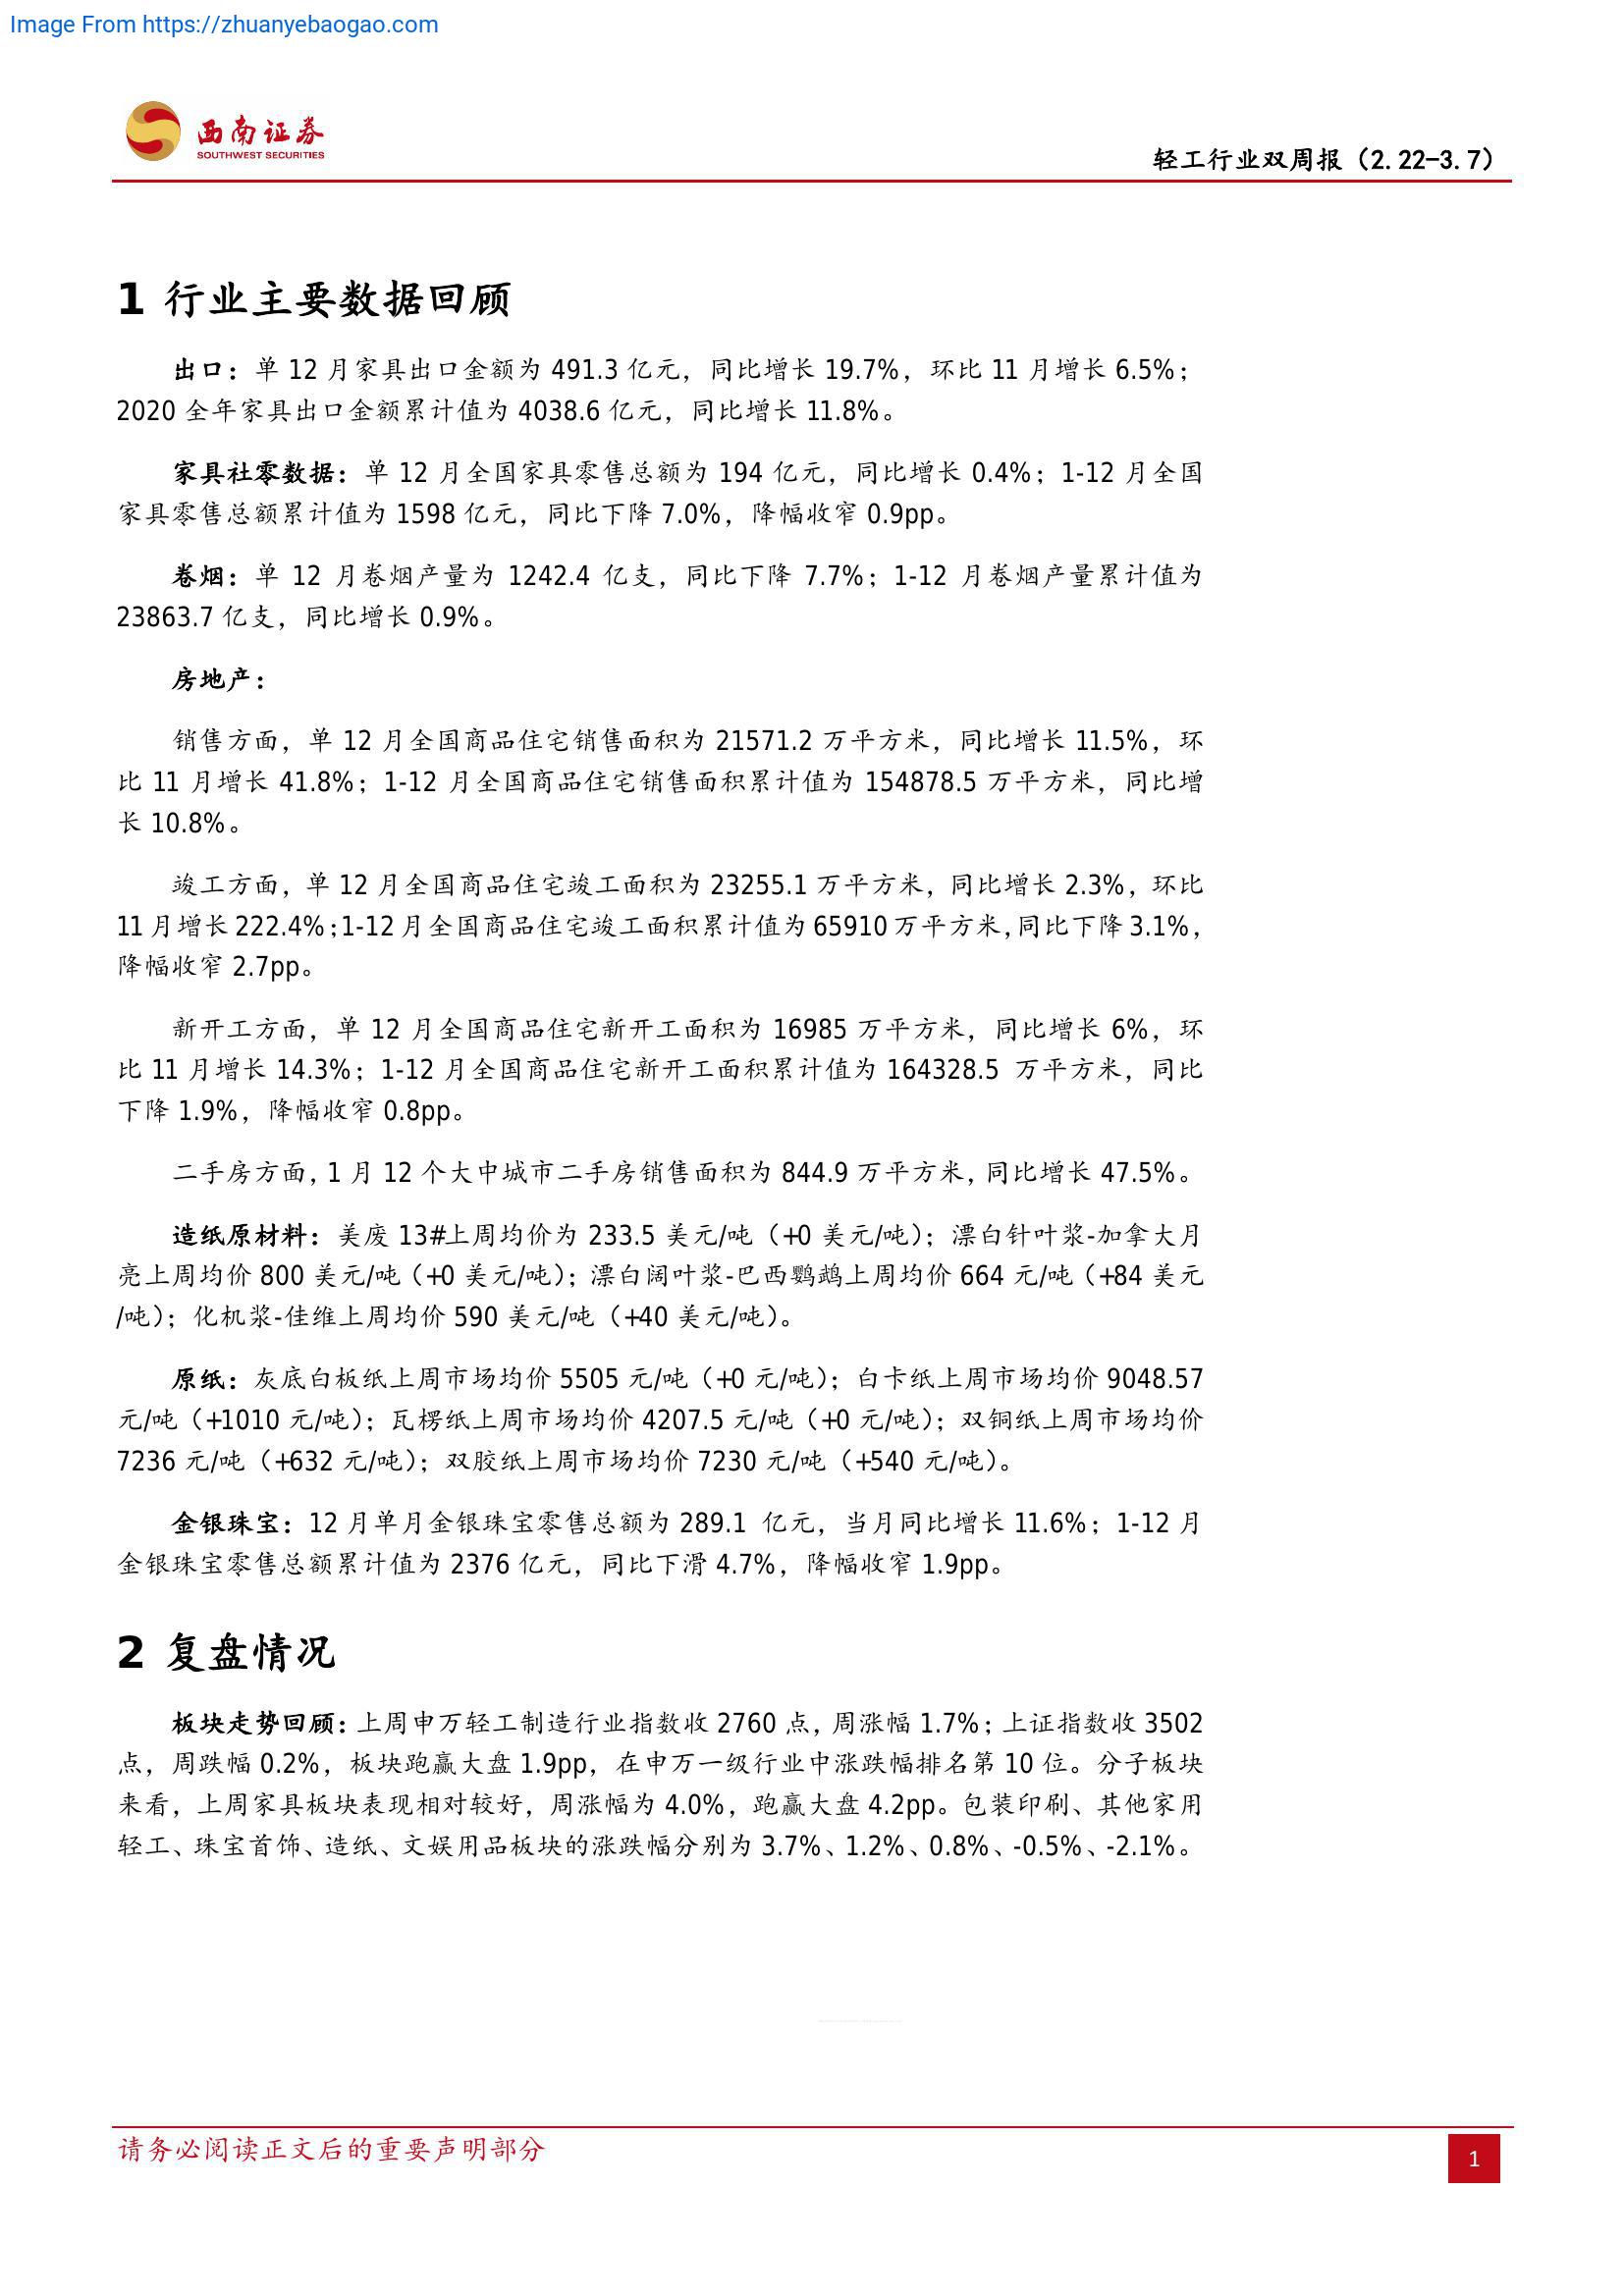 Image From https://zhuanyebaogao.com
西南证券
SOUTHWEST SECURITIES
轻工行业双周报（2.22-3.7）
1 行业主要数据回顾
出口：单 12 月家具出口金额为 491.3 亿元，同比增长 19.7%，环比 11 月增长 6.5%；
2020 全年家具出口金额累计值为 4038.6 亿元，同比增长 11.8%。
家具社零数据：单 12 月全国家具零售总额为 194 亿元，同比增长 0.4%；1-12 月全国
家具零售总额累计值为 1598 亿元，同比下降 7.0%，降幅收窄 0.9pp。
卷烟：单 12 月卷烟产量为 1242.4 亿支，同比下降 7.7%；1-12 月卷烟产量累计值为
23863.7 亿支，同比增长 0.9%。
房地产：
销售方面，单 12 月全国商品住宅销售面积为 21571.2 万平方米，同比增长 11.5%，环
比 11 月增长 41.8%；1-12 月全国商品住宅销售面积累计值为 154878.5 万平方米，同比增
长 10.8%。
竣工方面，单 12 月全国商品住宅竣工面积为 23255.1 万平方米，同比增长 2.3%，环比
11 月增长 222.4%；1-12 月全国商品住宅竣工面积累计值为 65910 万平方米，同比下降 3.1%，
降幅收窄 2.7pp。
新开工方面，单 12 月全国商品住宅新开工面积为 16985 万平方米，同比增长 6%，环
比 11 月增长 14.3%；1-12 月全国商品住宅新开工面积累计值为 164328.5 万平方米，同比
下降 1.9%，降幅收窄 0.8pp。
二手房方面，1 月 12 个大中城市二手房销售面积为 844.9 万平方米，同比增长 47.5%。
造纸原材料：美废 13#上周均价为 233.5 美元/吨（+0 美元/吨）；漂白针叶浆-加拿大月
亮上周均价 800 美元/吨（+0 美元/吨）；漂白阔叶浆-巴西鹦鹉上周均价 664 元/吨（+84 美元
/吨）；化机浆-佳维上周均价 590 美元/吨（+40 美元/吨）。
原纸：灰底白板纸上周市场均价 5505 元/吨（+0 元/吨）；白卡纸上周市场均价 9048.57
元/吨（+1010 元/吨）；瓦楞纸上周市场均价 4207.5 元/吨（+0 元/吨）；双铜纸上周市场均价
7236 元/吨（+632 元/吨）；双胶纸上周市场均价 7230 元/吨（+540 元/吨）。
金银珠宝：12 月单月金银珠宝零售总额为 289.1 亿元，当月同比增长 11.6%；1-12 月
金银珠宝零售总额累计值为 2376 亿元，同比下滑 4.7%，降幅收窄 1.9pp。
2 复盘情况
板块走势回顾：上周申万轻工制造行业指数收 2760 点，周涨幅 1.7%；上证指数收 3502
点，周跌幅 0.2%，板块跑赢大盘 1.9pp，在申万一级行业中涨跌幅排名第 10 位。分子板块
来看，上周家具板块表现相对较好，周涨幅为 4.0%，跑赢大盘 4.2pp。包装印刷、其他家用
轻工、珠宝首饰、造纸、文娱用品板块的涨跌幅分别为 3.7%、1.2%、0.8%、-0.5%、-2.1%。
请务必阅读正文后的重要声明部分
1